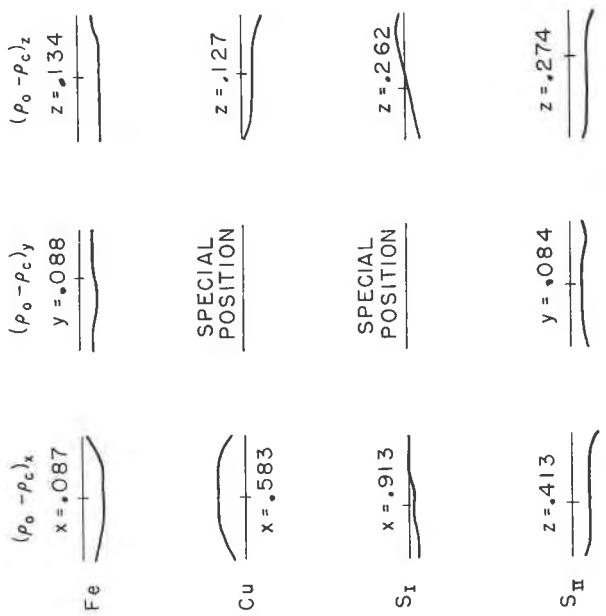 (ρo -ρc)x (ρo -ρc)y (ρo -ρc)z
Fe x=.087 y=.088 z=.134
Cu x=.583 SPECIAL POSITION z=.127
SI x=.913 SPECIAL POSITION z=.262
SII z=.413 y=.084 z=.274